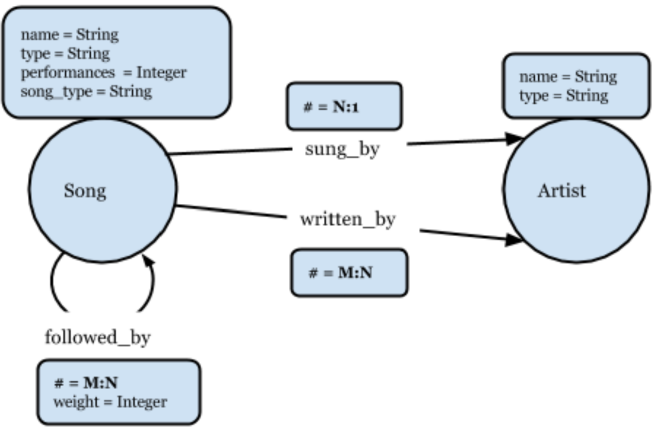 name = String
type = String
performances = Integer
song_type = String
name = String
type = String
# = N:1
sung_by
Song
Artist
written_by
# = M:N
followed_by
# = M:N
weight = Integer